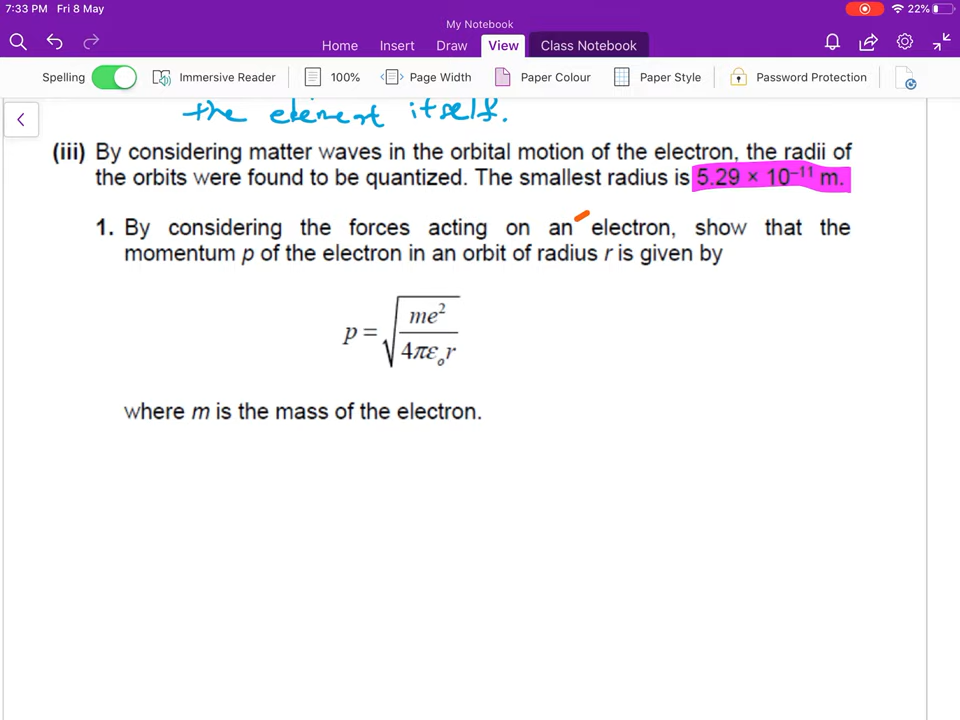 7:33 PM Fri 8 May
22%
My Notebook
Home Insert Draw View Class Notebook
Spelling Immersive Reader 100% Page Width Paper Colour Paper Style Password Protection
the element itself.
(iii) By considering matter waves in the orbital motion of the electron, the radii of
the orbits were found to be quantized. The smallest radius is 5.29 × 10⁻¹¹ m.
1. By considering the forces acting on an electron, show that the
momentum p of the electron in an orbit of radius r is given by
p = √(me²/4πε₀r)
where m is the mass of the electron.